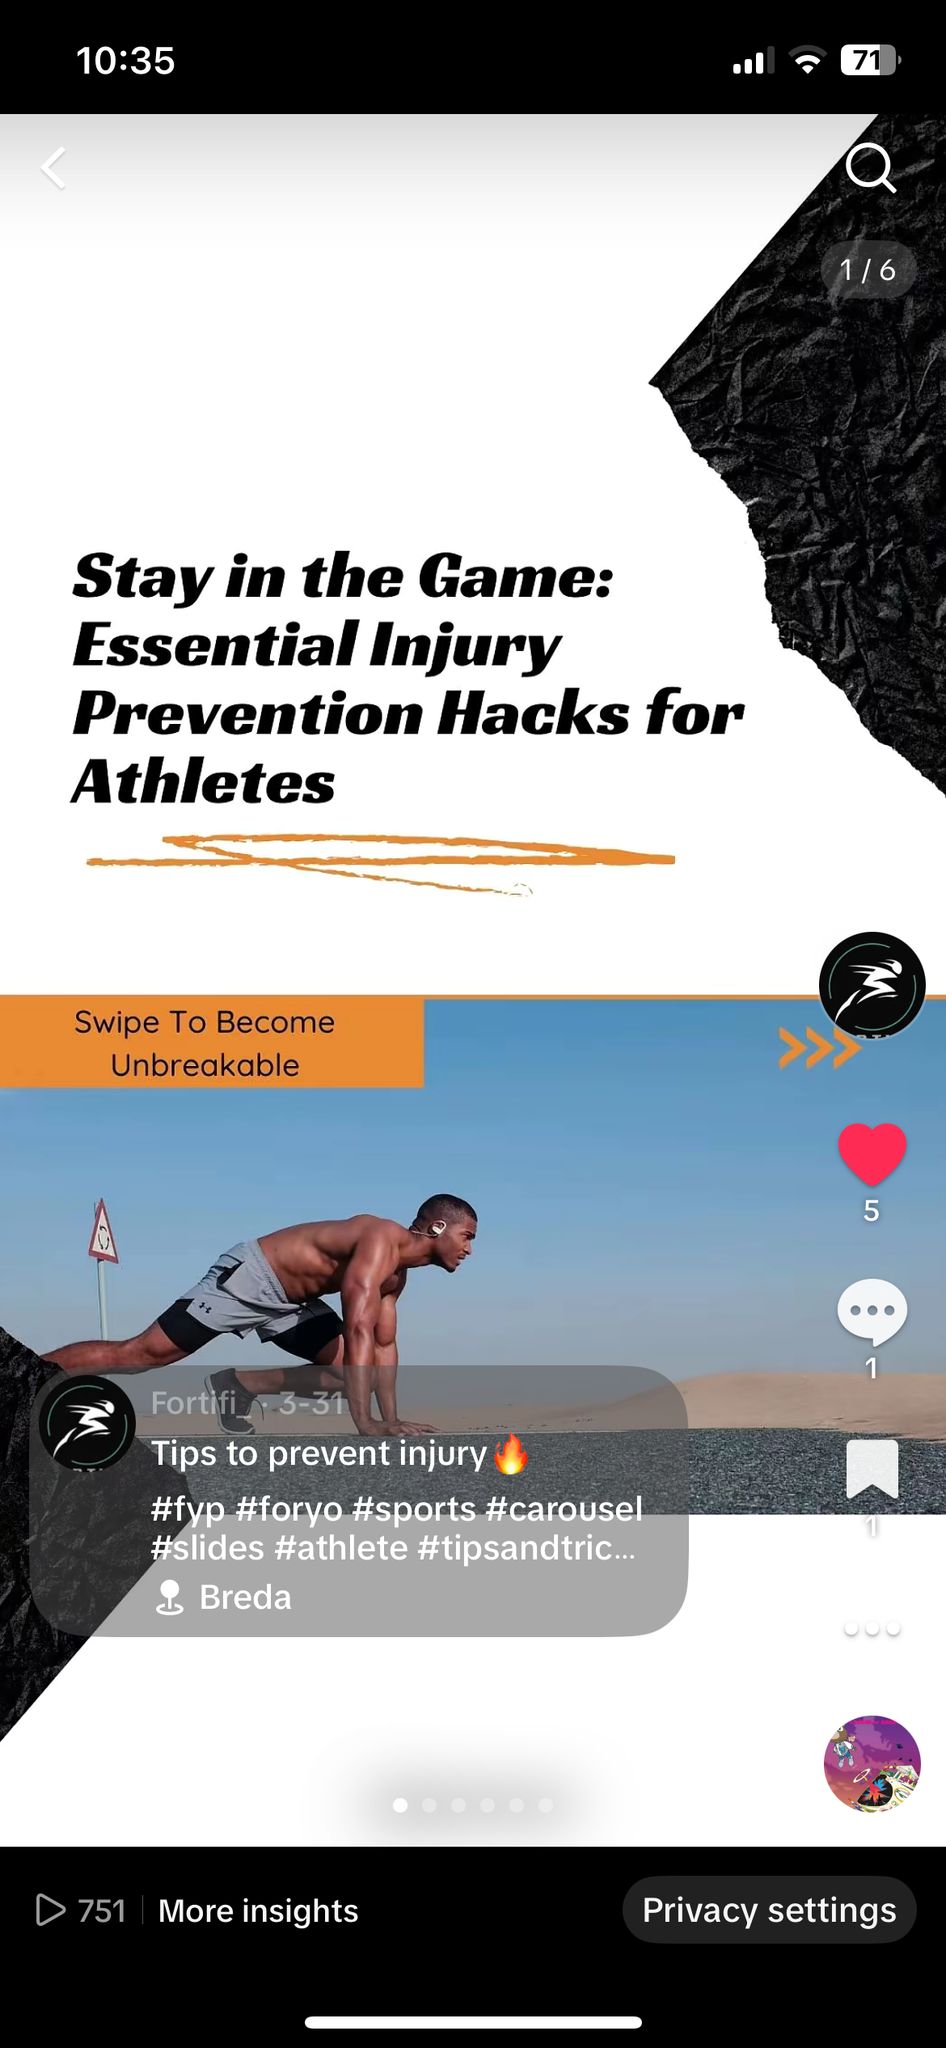 10:35
71
1 / 6
Stay in the Game:
Essential Injury
Prevention Hacks for
Athletes
Swipe To Become
Unbreakable
5
1
Fortifi_ · 3-31
Tips to prevent injury🔥
#fyp #foryo #sports #carousel
#slides #athlete #tipsandtric...
Breda
1
751
More insights
Privacy settings